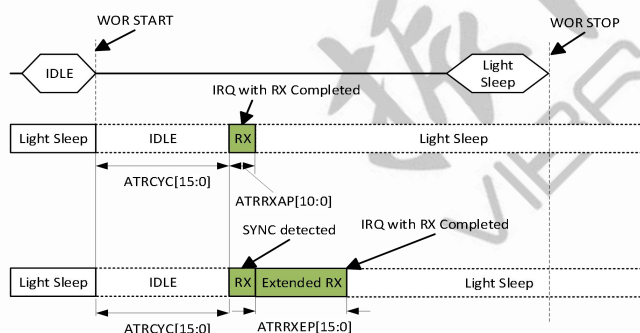 WOR START
WOR STOP
IDLE
Light
Sleep
IRQ with RX Completed
Light Sleep IDLE RX Light Sleep
ATRCYC[15:0]
ATRRXAP[10:0]
SYNC detected
IRQ with RX Completed
Light Sleep IDLE RX Extended RX Light Sleep
ATRCYC[15:0]
ATRRXEP[15:0]